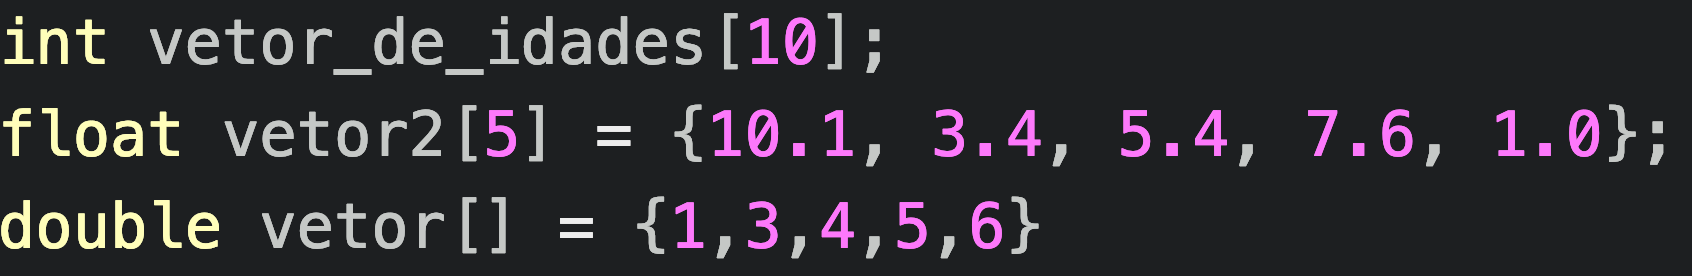 int vetor_de_idades[10];
float vetor2[5] = {10.1, 3.4, 5.4, 7.6, 1.0};
double vetor[] = {1,3,4,5,6}